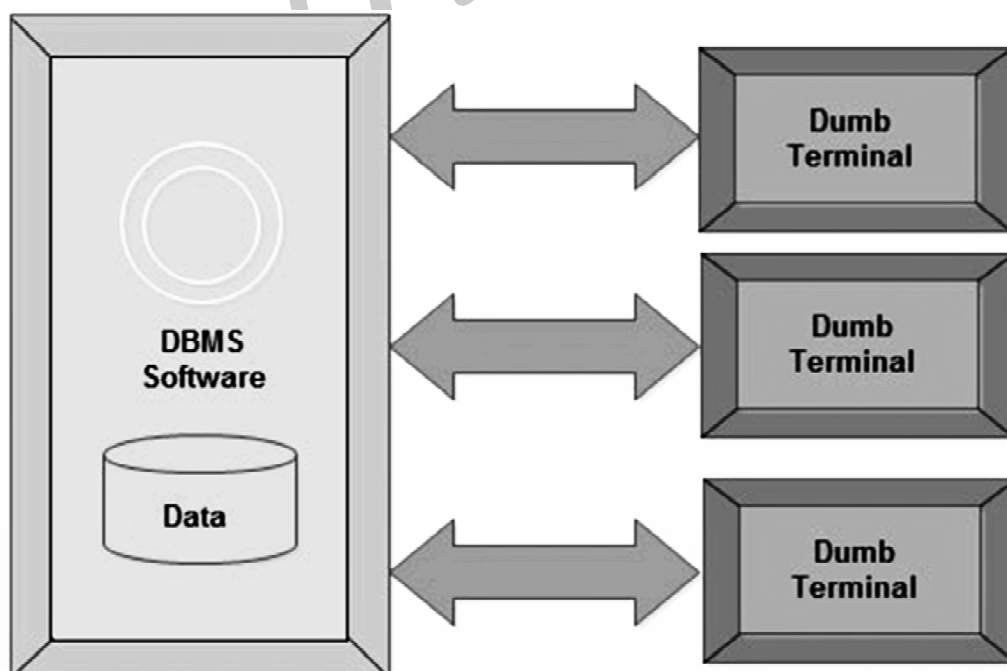 DBMS
Software
Data
Dumb
Terminal
Dumb
Terminal
Dumb
Terminal